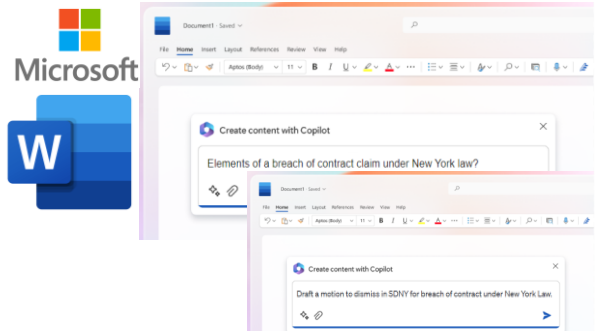 Microsoft
W
Document1 · Saved
File Home Insert Layout References Review View Help
Aptos (Body) 11 B I U A
Create content with Copilot
Elements of a breach of contract claim under New York law?
Document1 · Saved
File Home Insert Layout References Review View Help
Aptos (Body) 11 B I U A
Create content with Copilot
Draft a motion to dismiss in SDNY for breach of contract under New York Law.